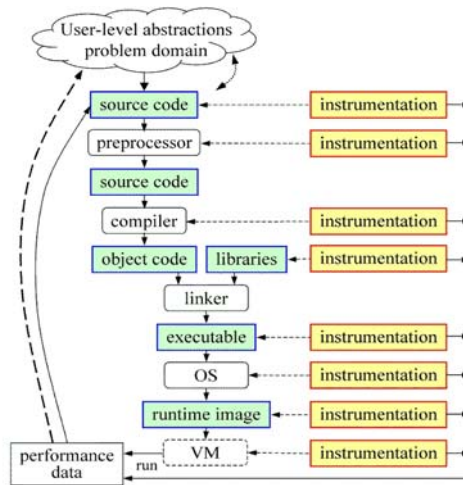 User-level abstractions
problem domain
source code
instrumentation
preprocessor
instrumentation
source code
compiler
instrumentation
object code
libraries
instrumentation
linker
executable
instrumentation
OS
instrumentation
runtime image
instrumentation
performance
data
run
VM
instrumentation